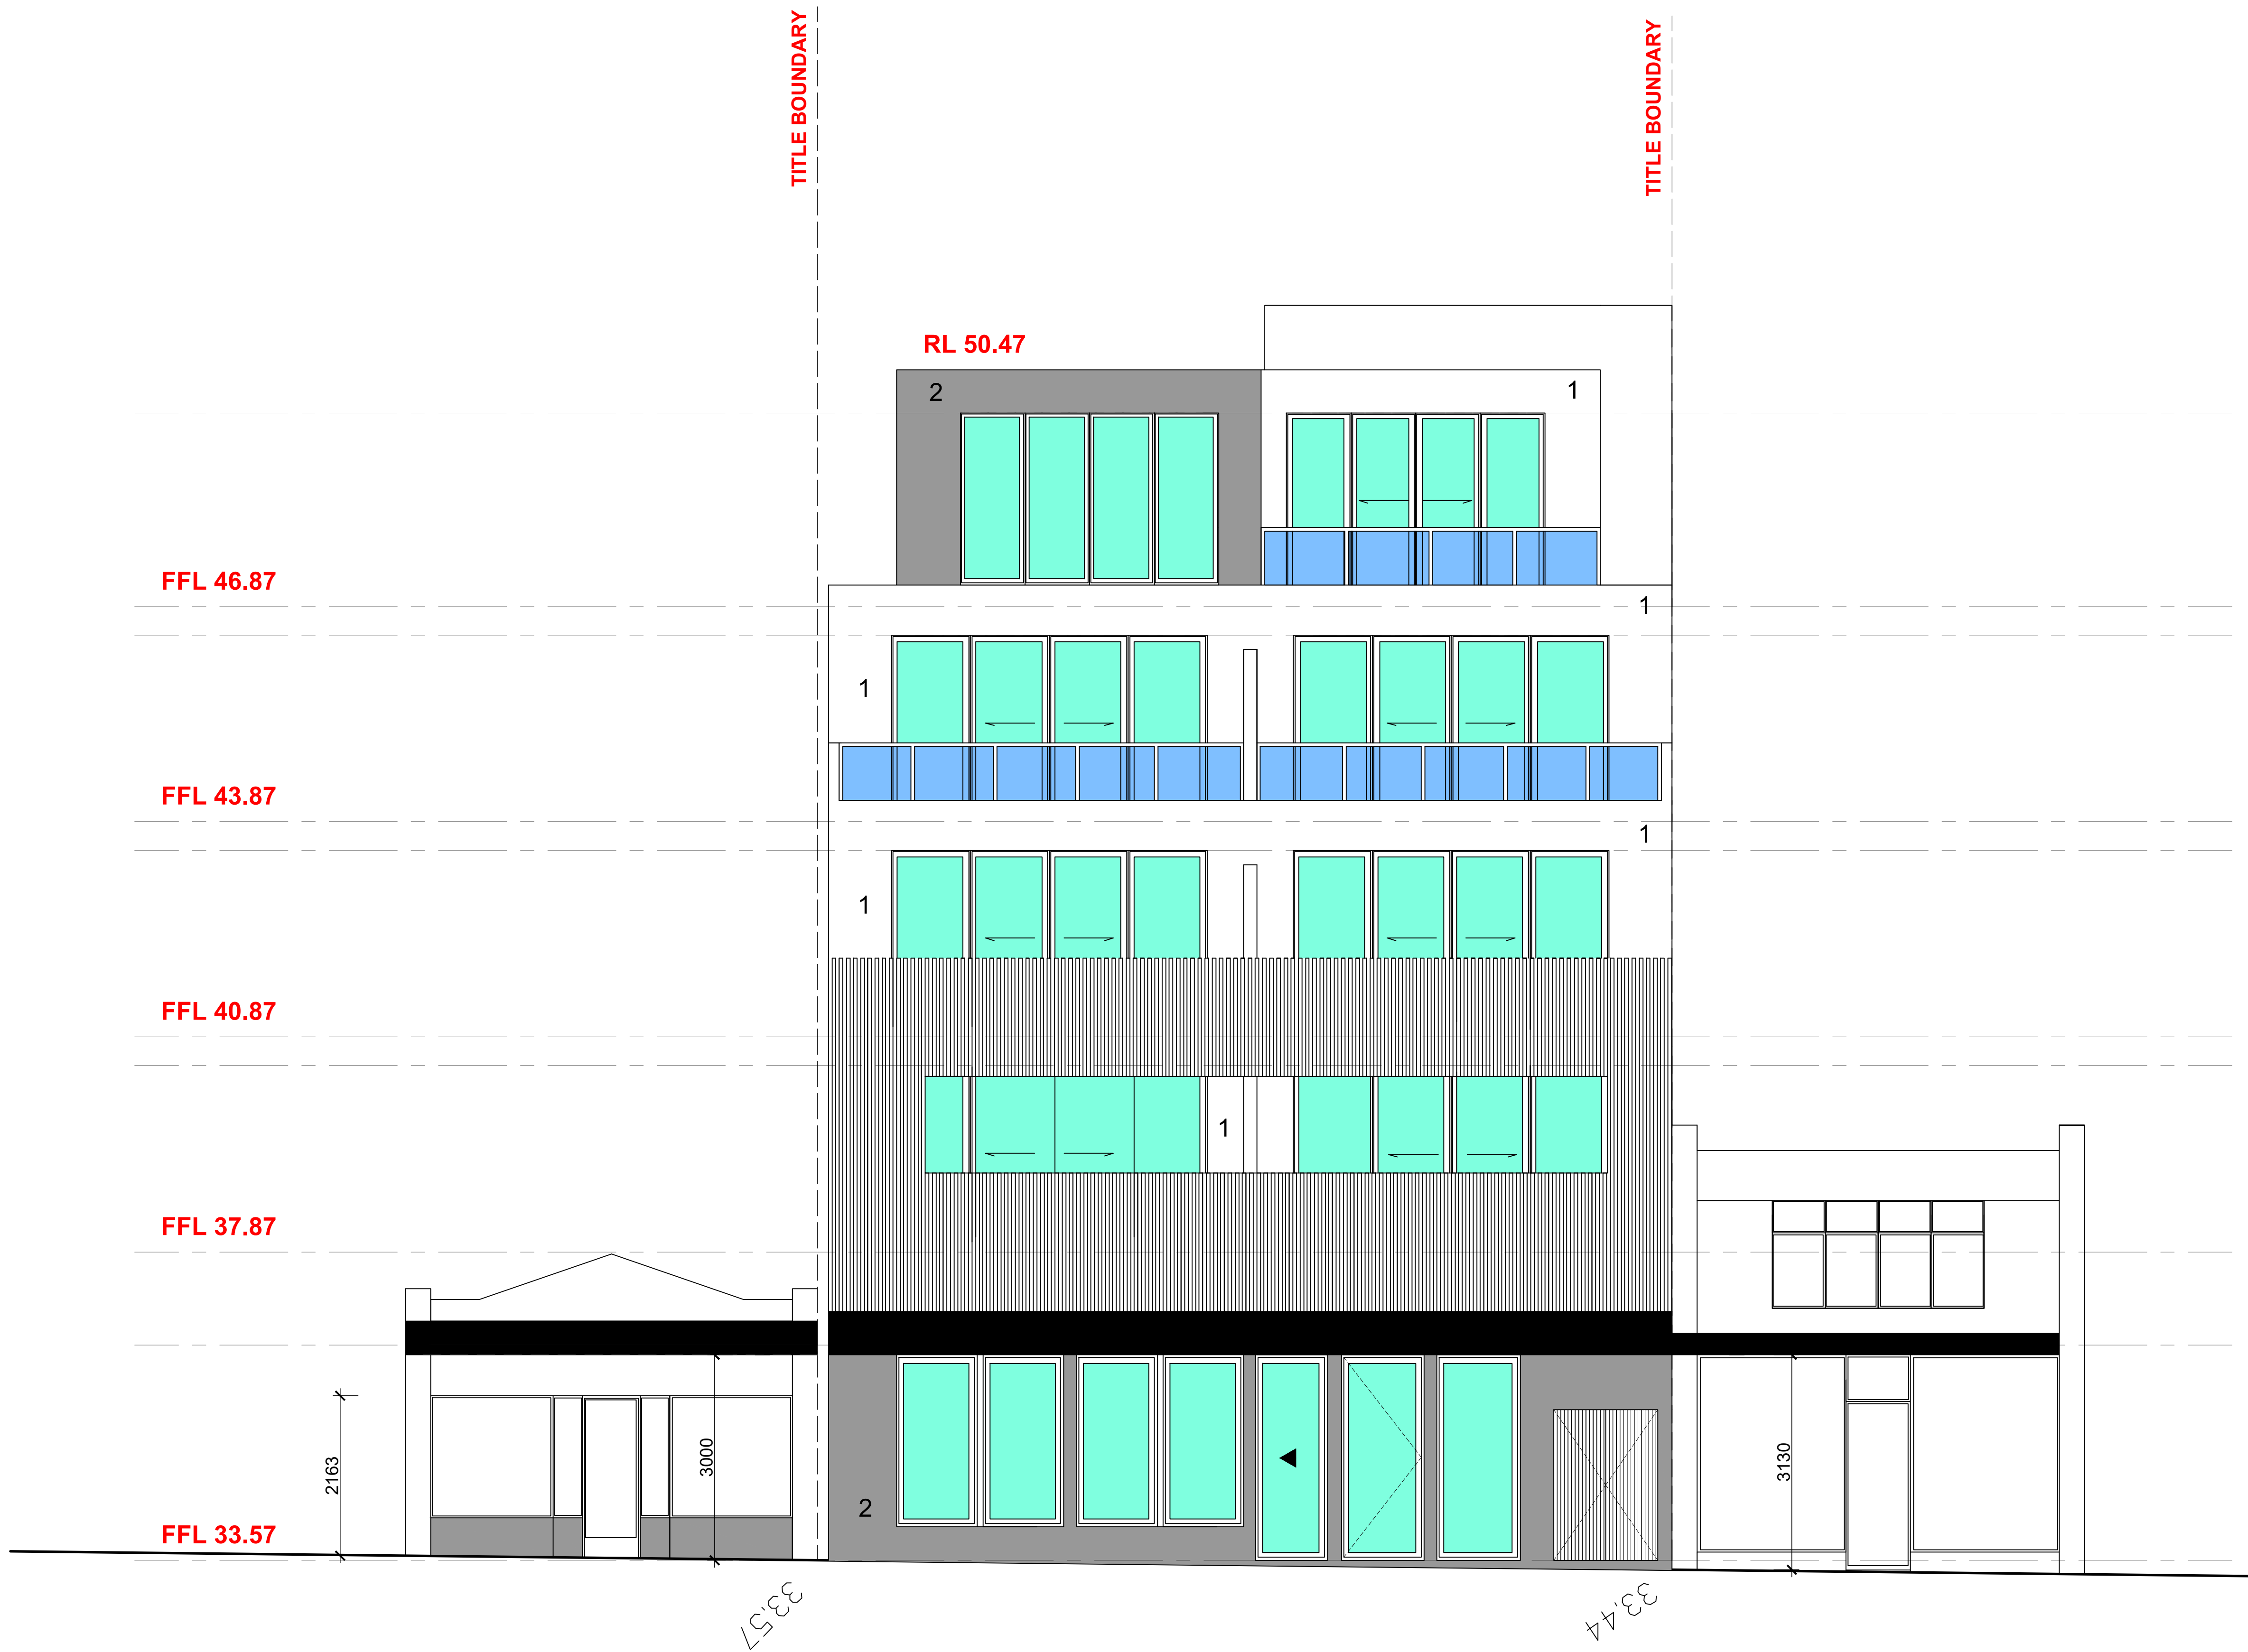 TITLE BOUNDARY
TITLE BOUNDARY
RL 50.47
2
1
FFL 46.87
1
1
FFL 43.87
1
1
FFL 40.87
1
FFL 37.87
2163
3000
3130
2
FFL 33.57
33.57
33.44